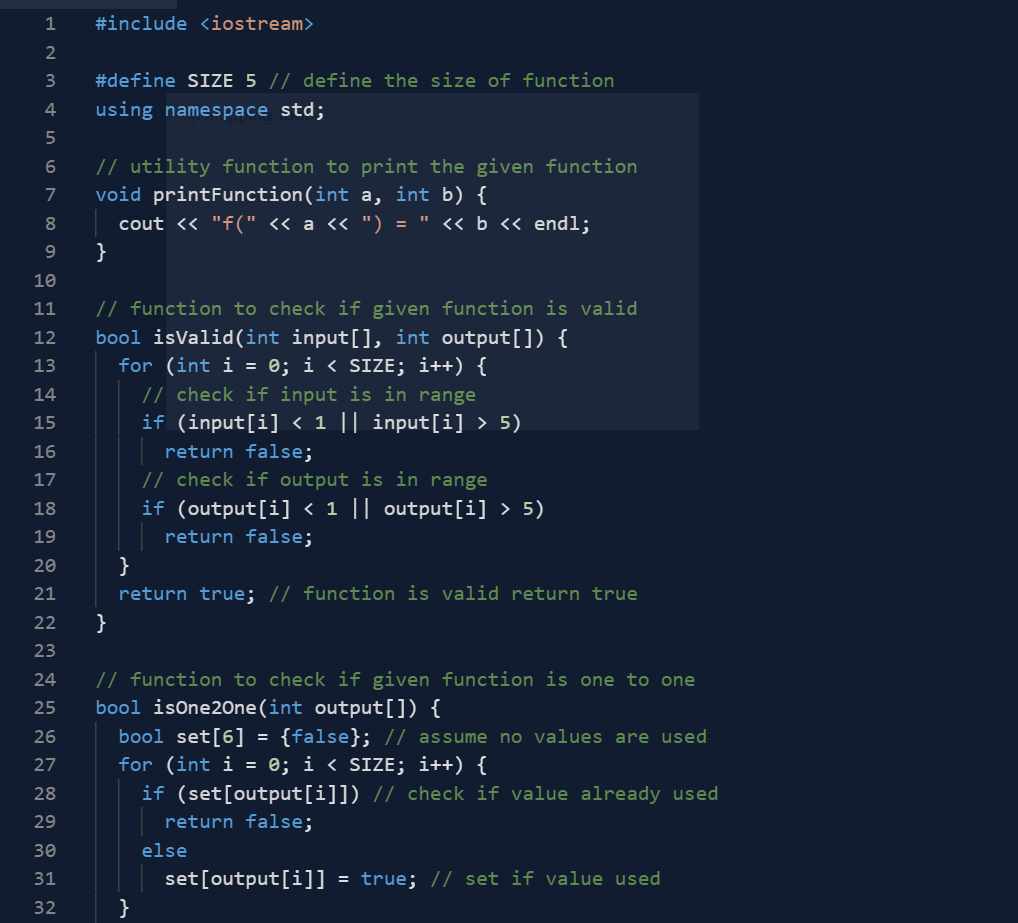 1 #include <iostream>
2
3 #define SIZE 5 // define the size of function
4 using namespace std;
5
6 // utility function to print the given function
7 void printFunction(int a, int b) {
8   cout << "f(" << a << ") = " << b << endl;
9 }
10
11 // function to check if given function is valid
12 bool isValid(int input[], int output[]) {
13   for (int i = 0; i < SIZE; i++) {
14     // check if input is in range
15     if (input[i] < 1 || input[i] > 5)
16       return false;
17     // check if output is in range
18     if (output[i] < 1 || output[i] > 5)
19       return false;
20   }
21   return true; // function is valid return true
22 }
23
24 // function to check if given function is one to one
25 bool isOne2One(int output[]) {
26   bool set[6] = {false}; // assume no values are used
27   for (int i = 0; i < SIZE; i++) {
28     if (set[output[i]]) // check if value already used
29       return false;
30     else
31       set[output[i]] = true; // set if value used
32   }